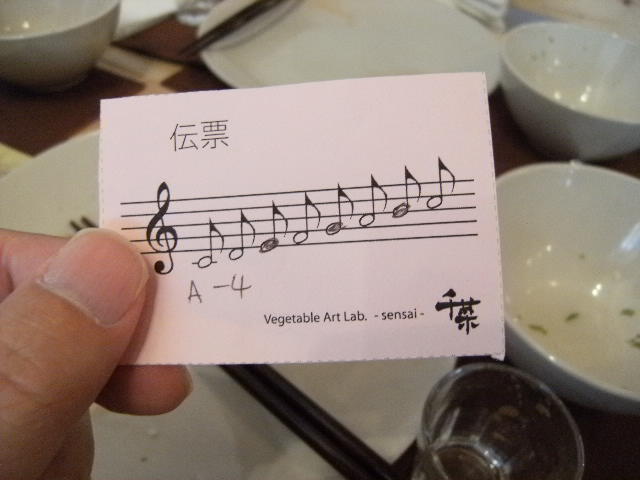 伝票
A-4
Vegetable Art Lab. - sensai -
千菜